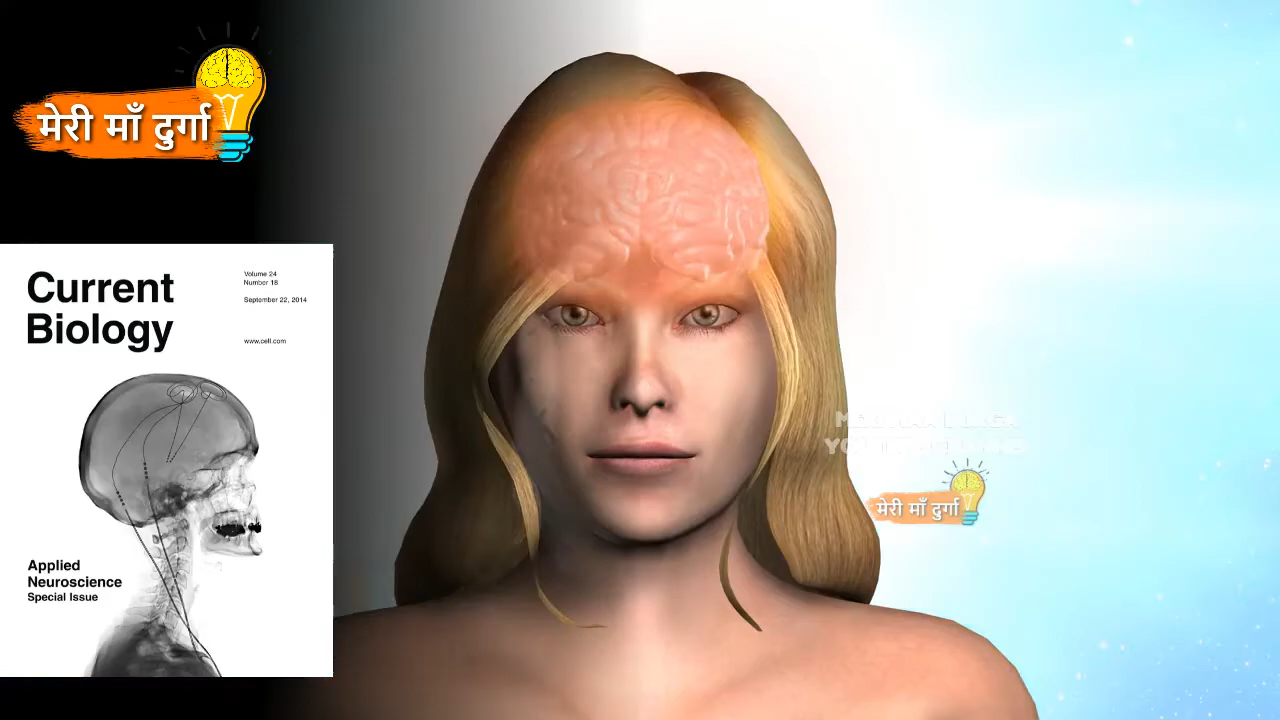 मेरी माँ दुर्गा
Current
Biology
Volume 24
Number 18
September 22, 2014
www.cell.com
Applied
Neuroscience
Special Issue
मेरी माँ दुर्गा